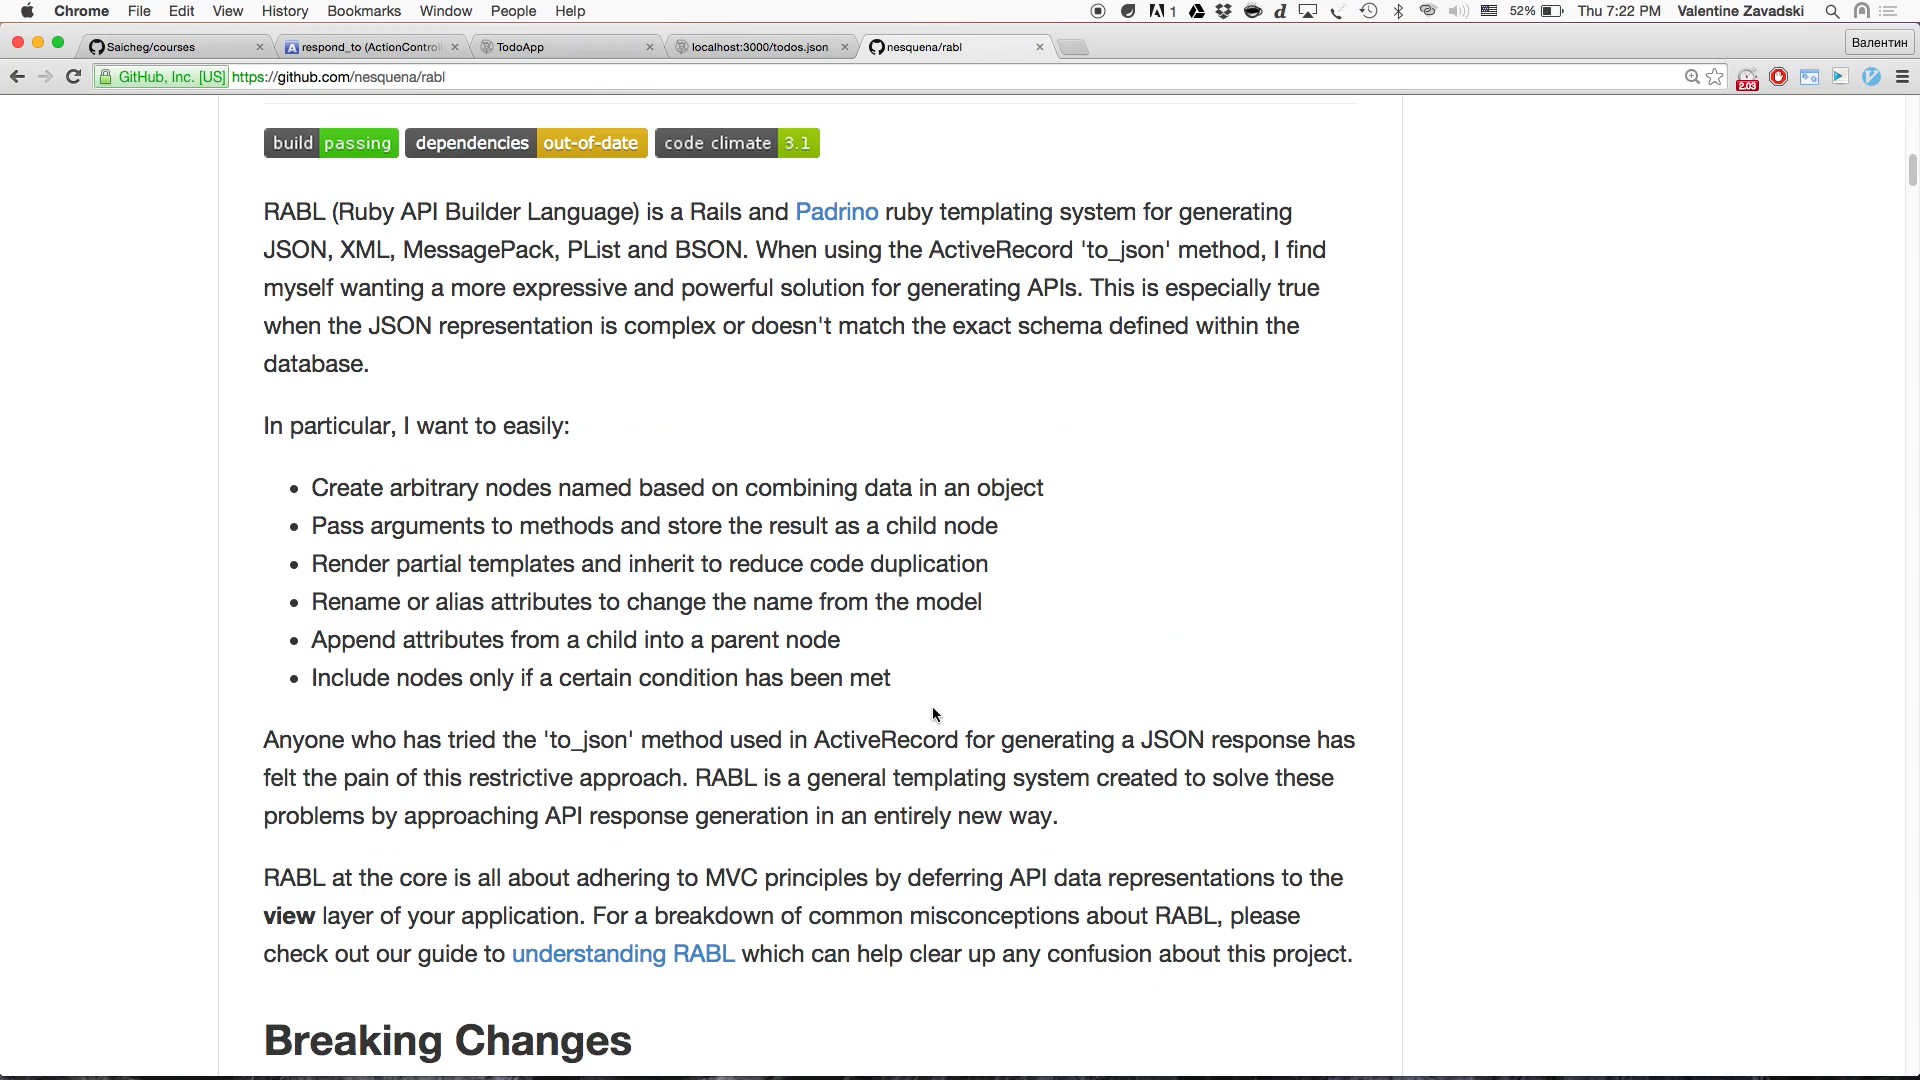 Chrome File Edit View History Bookmarks Window People Help 1 52% Thu 7:22 PM Valentine Zavadski
Saicheg/courses respond_to (ActionControll TodoApp localhost:3000/todos.json nesquena/rabl Валентин
GitHub, Inc. [US] https://github.com/nesquena/rabl 2.03
build passing dependencies out-of-date code climate 3.1
RABL (Ruby API Builder Language) is a Rails and Padrino ruby templating system for generating
JSON, XML, MessagePack, PList and BSON. When using the ActiveRecord 'to_json' method, I find
myself wanting a more expressive and powerful solution for generating APIs. This is especially true
when the JSON representation is complex or doesn't match the exact schema defined within the
database.
In particular, I want to easily:
• Create arbitrary nodes named based on combining data in an object
• Pass arguments to methods and store the result as a child node
• Render partial templates and inherit to reduce code duplication
• Rename or alias attributes to change the name from the model
• Append attributes from a child into a parent node
• Include nodes only if a certain condition has been met
Anyone who has tried the 'to_json' method used in ActiveRecord for generating a JSON response has
felt the pain of this restrictive approach. RABL is a general templating system created to solve these
problems by approaching API response generation in an entirely new way.
RABL at the core is all about adhering to MVC principles by deferring API data representations to the
view layer of your application. For a breakdown of common misconceptions about RABL, please
check out our guide to understanding RABL which can help clear up any confusion about this project.
Breaking Changes